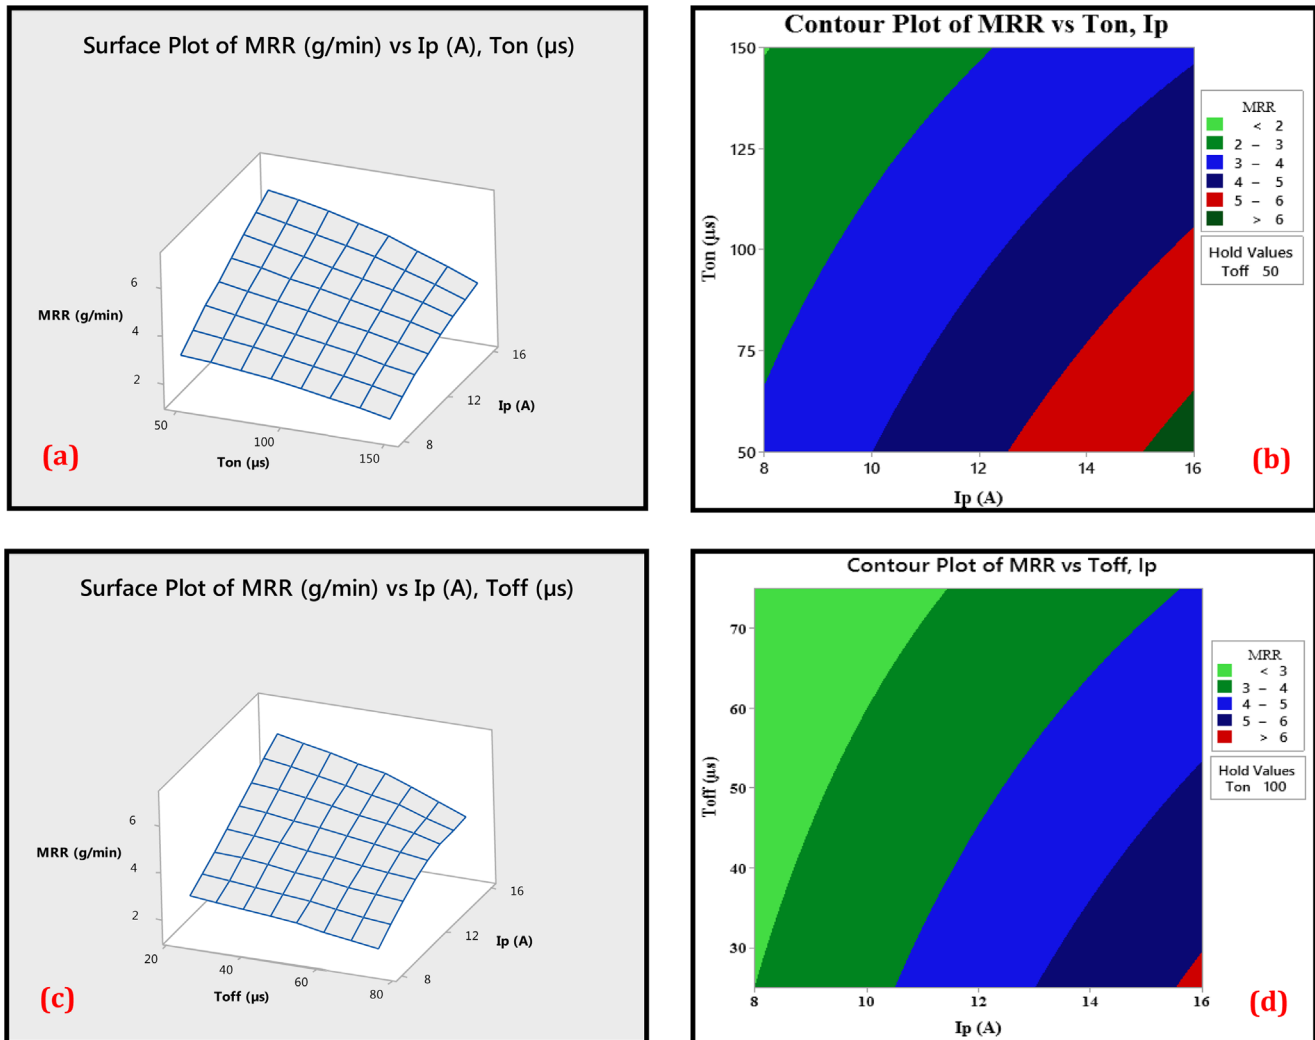 Surface Plot of MRR (g/min) vs Ip (A), Ton (µs)
MRR (g/min)
6
4
2
50
100
150
Ton (µs)
16
12
8
Ip (A)
(a)
Contour Plot of MRR vs Ton, Ip
150
125
100
75
50
Ton (µs)
8
10
12
14
16
Ip (A)
MRR
< 2
2 – 3
3 – 4
4 – 5
5 – 6
> 6
Hold Values
Toff 50
(b)
Surface Plot of MRR (g/min) vs Ip (A), Toff (µs)
MRR (g/min)
6
4
2
20
40
60
80
Toff (µs)
16
12
8
Ip (A)
(c)
Contour Plot of MRR vs Toff, Ip
70
60
50
40
30
Toff (µs)
8
10
12
14
16
Ip (A)
MRR
< 3
3 – 4
4 – 5
5 – 6
> 6
Hold Values
Ton 100
(d)